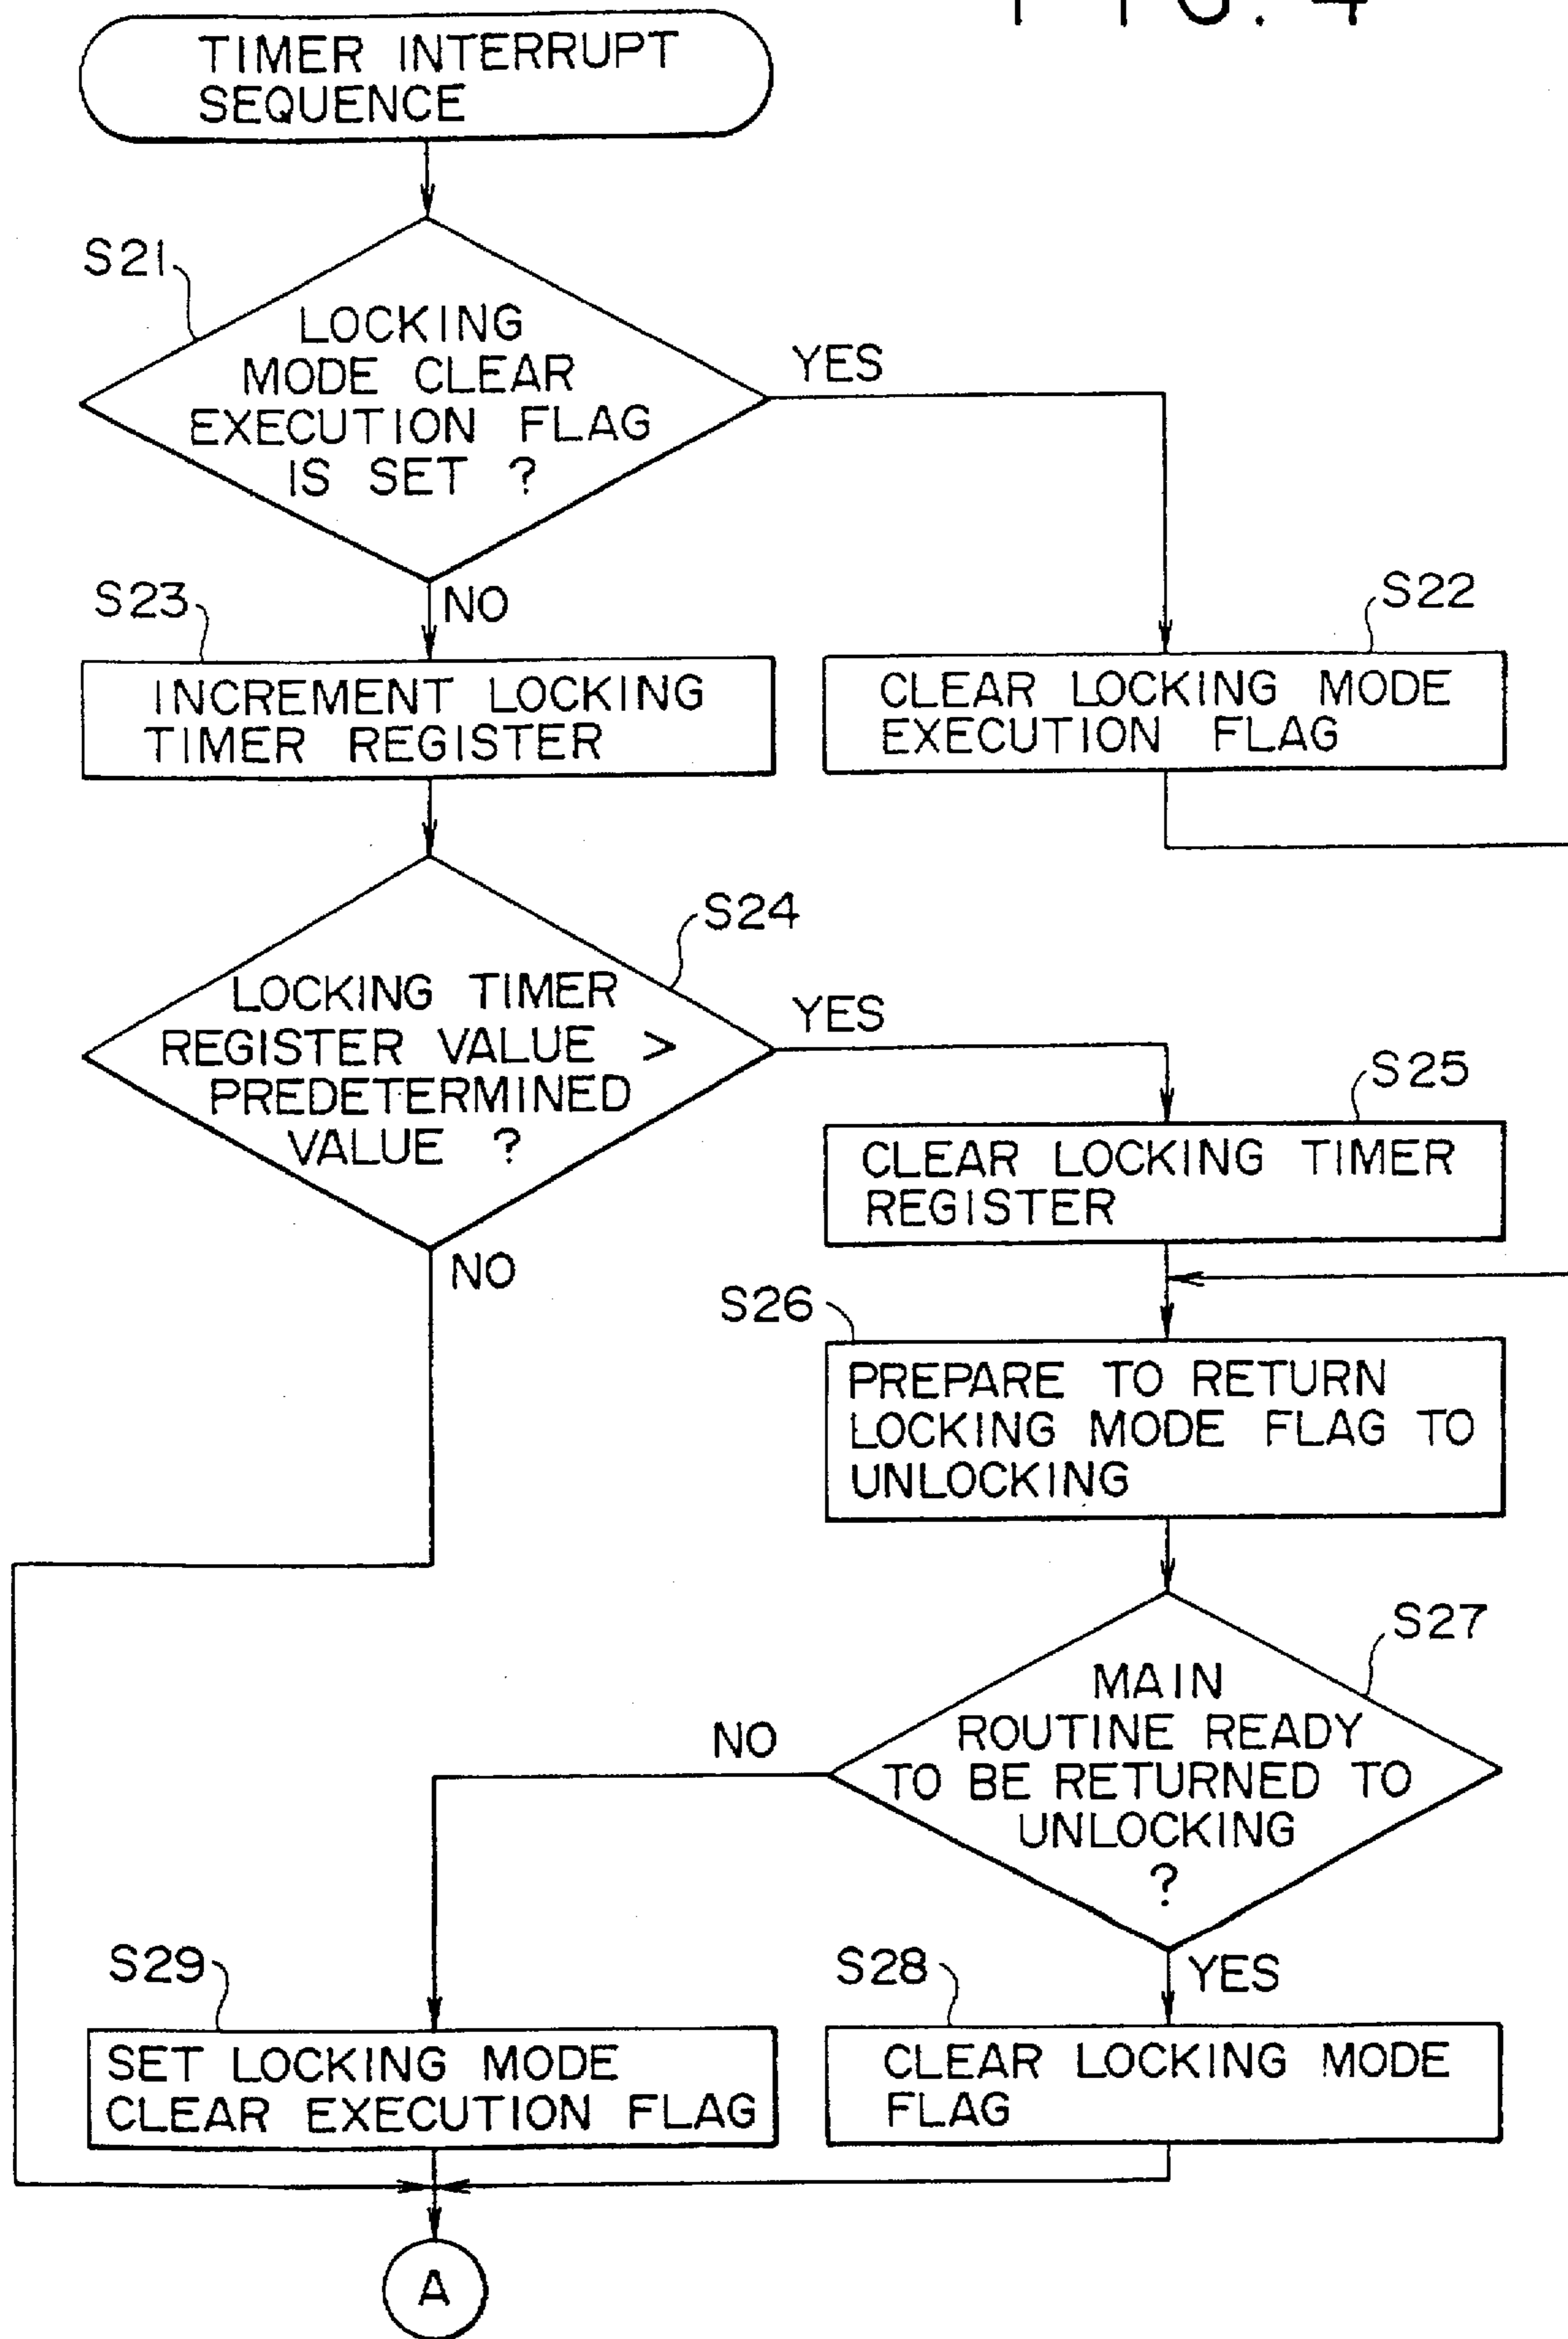 FIG. 4
TIMER INTERRUPT
SEQUENCE
S21
LOCKING
MODE CLEAR
EXECUTION FLAG
IS SET ?
YES
NO
S23
INCREMENT LOCKING
TIMER REGISTER
S22
CLEAR LOCKING MODE
EXECUTION FLAG
S24
LOCKING TIMER
REGISTER VALUE >
PREDETERMINED
VALUE ?
YES
NO
S25
CLEAR LOCKING TIMER
REGISTER
S26
PREPARE TO RETURN
LOCKING MODE FLAG TO
UNLOCKING
S27
MAIN
ROUTINE READY
TO BE RETURNED TO
UNLOCKING
?
NO
YES
S29
SET LOCKING MODE
CLEAR EXECUTION FLAG
S28
CLEAR LOCKING MODE
FLAG
A